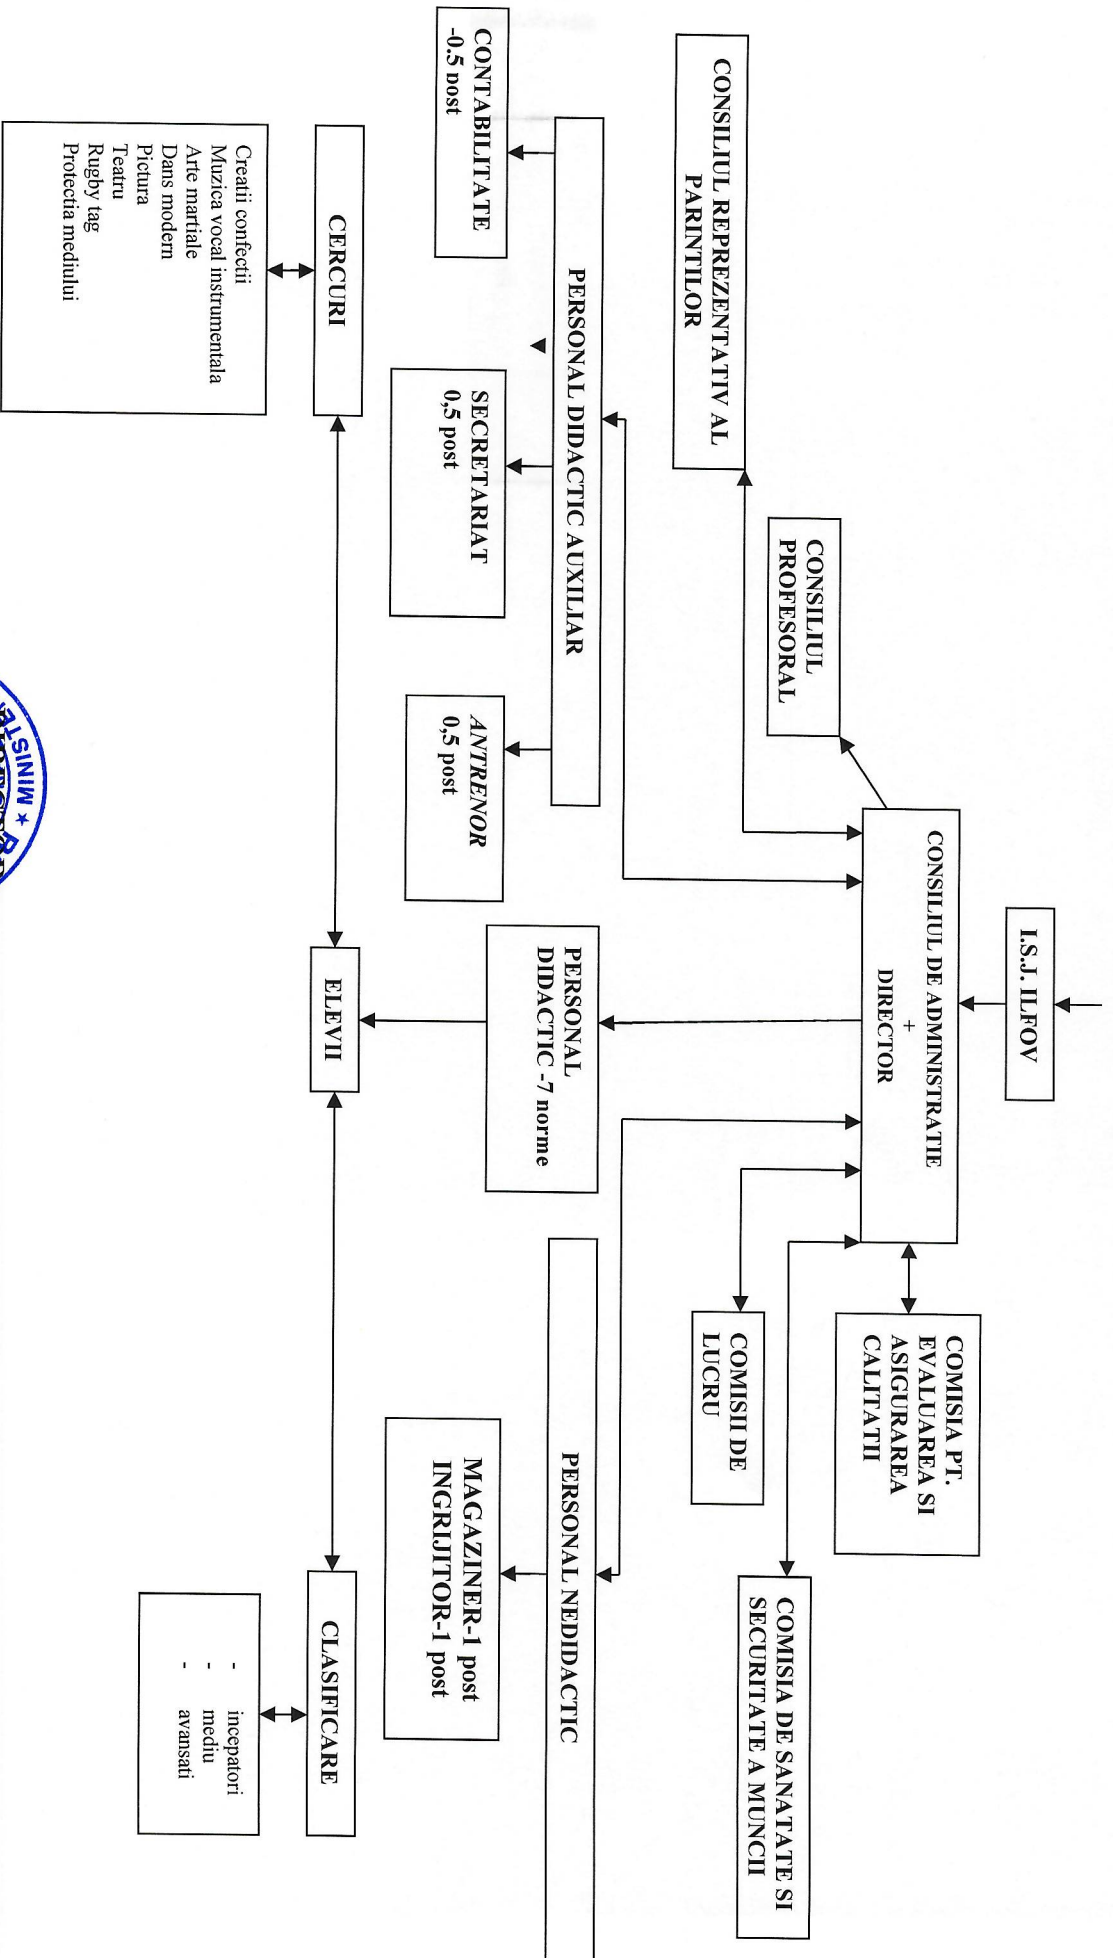 I.S.J. ILFOV
CONSILIUL DE ADMINISTRATIE
+
DIRECTOR
COMISIA PT.
EVALUAREA SI
ASIGURAREA
CALITATII
CONSILIUL
PROFESORAL
CONSILIUL REPREZENTATIV AL
PARINTILOR
COMISII DE
LUCRU
COMISIA DE SANATATE SI
SECURITATE A MUNCII
PERSONAL DIDACTIC AUXILIAR
PERSONAL
DIDACTIC -7 norme
PERSONAL NEDIDACTIC
CONTABILITATE
-0.5 post
SECRETARIAT
0,5 post
ANTRENOR
0,5 post
MAGAZINER-1 post
INGRIJITOR-1 post
CERCURI
ELEVII
CLASIFICARE
Creatii confectii
Muzica vocal instrumentala
Arte martiale
Dans modern
Pictura
Teatru
Rugby tag
Protectia mediului
- incepatori
- mediu
- avansati